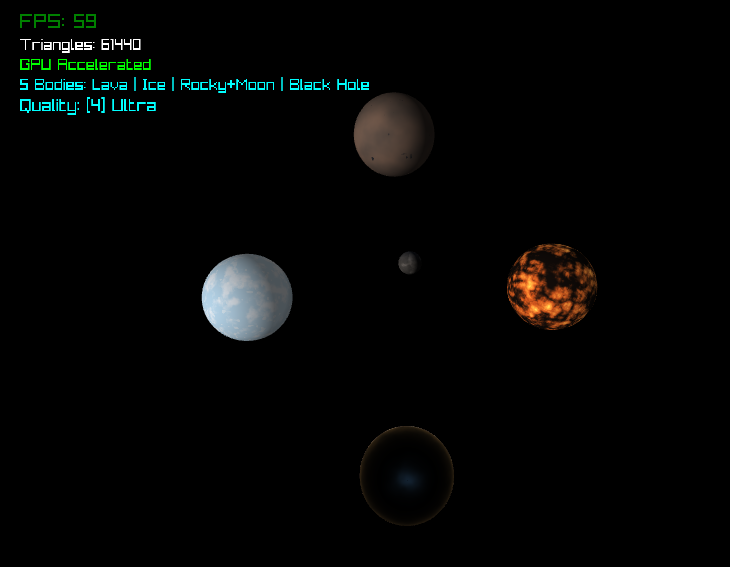 FPS: 59
Triangles: 61440
GPU Accelerated
5 Bodies: Lava | Ice | Rocky+Moon | Black Hole
Quality: [4] Ultra